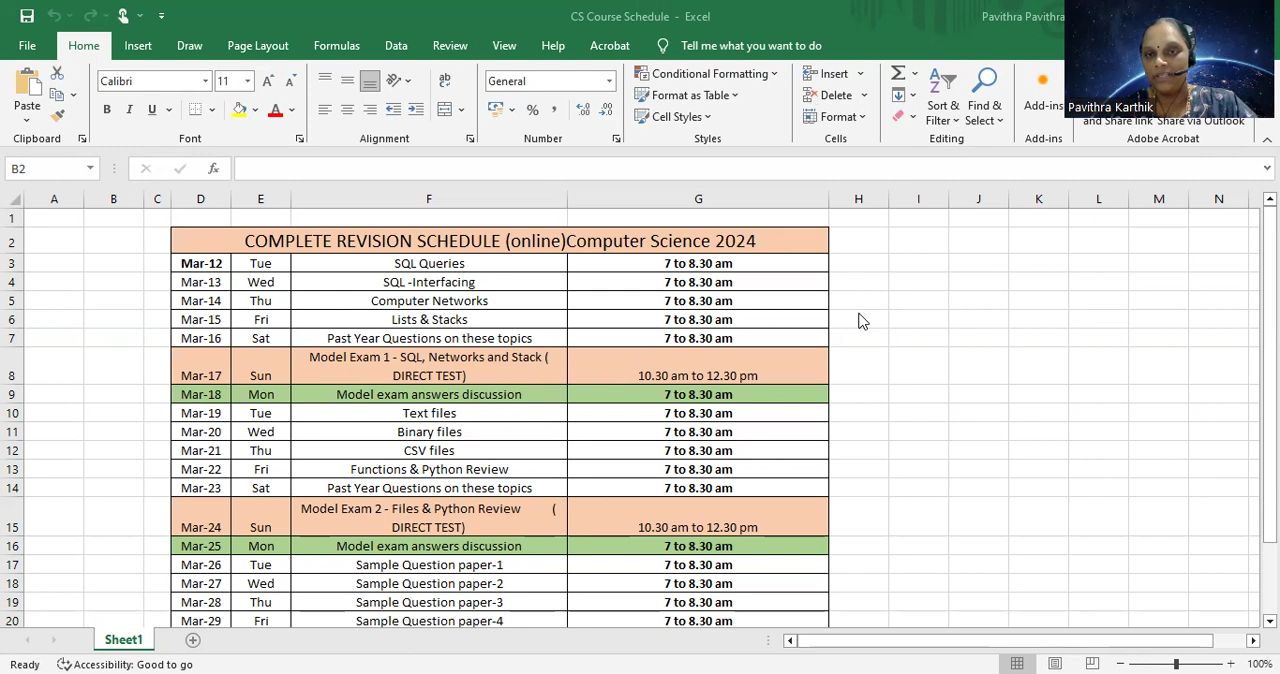 CS Course Schedule - Excel
Pavithra Pavithra
File Home Insert Draw Page Layout Formulas Data Review View Help Acrobat Tell me what you want to do
Calibri 11 General Conditional Formatting Insert
Paste Format as Table Delete Sort & Find & Add-ins
B I U Cell Styles Format Filter Select and Share link Share via Outlook
Clipboard Font Alignment Number Styles Cells Editing Add-ins Adobe Acrobat
Pavithra Karthik
B2 fx
A B C D E F G H I J K L M N
1
2 COMPLETE REVISION SCHEDULE (online)Computer Science 2024
3 Mar-12 Tue SQL Queries 7 to 8.30 am
4 Mar-13 Wed SQL -Interfacing 7 to 8.30 am
5 Mar-14 Thu Computer Networks 7 to 8.30 am
6 Mar-15 Fri Lists & Stacks 7 to 8.30 am
7 Mar-16 Sat Past Year Questions on these topics 7 to 8.30 am
Model Exam 1 - SQL, Networks and Stack (
8 Mar-17 Sun DIRECT TEST) 10.30 am to 12.30 pm
9 Mar-18 Mon Model exam answers discussion 7 to 8.30 am
10 Mar-19 Tue Text files 7 to 8.30 am
11 Mar-20 Wed Binary files 7 to 8.30 am
12 Mar-21 Thu CSV files 7 to 8.30 am
13 Mar-22 Fri Functions & Python Review 7 to 8.30 am
14 Mar-23 Sat Past Year Questions on these topics 7 to 8.30 am
Model Exam 2 - Files & Python Review (
15 Mar-24 Sun DIRECT TEST) 10.30 am to 12.30 pm
16 Mar-25 Mon Model exam answers discussion 7 to 8.30 am
17 Mar-26 Tue Sample Question paper-1 7 to 8.30 am
18 Mar-27 Wed Sample Question paper-2 7 to 8.30 am
19 Mar-28 Thu Sample Question paper-3 7 to 8.30 am
20 Mar-29 Fri Sample Question paper-4 7 to 8.30 am
Sheet1
Ready Accessibility: Good to go 100%